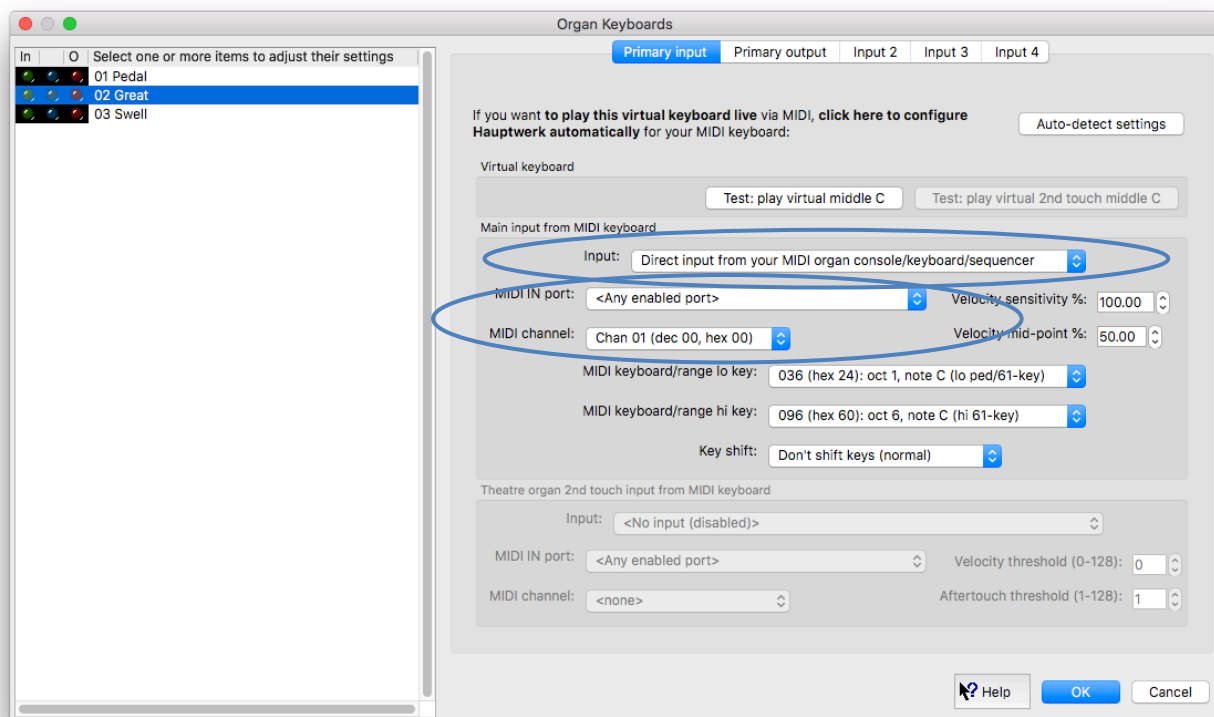 Organ Keyboards
In O Select one or more items to adjust their settings
01 Pedal
02 Great
03 Swell
Primary input Primary output Input 2 Input 3 Input 4
If you want to play this virtual keyboard live via MIDI, click here to configure
Hauptwerk automatically for your MIDI keyboard:
Auto-detect settings
Virtual keyboard
Test: play virtual middle C Test: play virtual 2nd touch middle C
Main input from MIDI keyboard
Input: Direct input from your MIDI organ console/keyboard/sequencer
MIDI IN port: <Any enabled port> Velocity sensitivity %: 100.00
MIDI channel: Chan 01 (dec 00, hex 00) Velocity mid-point %: 50.00
MIDI keyboard/range lo key: 036 (hex 24): oct 1, note C (lo ped/61-key)
MIDI keyboard/range hi key: 096 (hex 60): oct 6, note C (hi 61-key)
Key shift: Don't shift keys (normal)
Theatre organ 2nd touch input from MIDI keyboard
Input: <No input (disabled)>
MIDI IN port: <Any enabled port> Velocity threshold (0-128): 0
MIDI channel: <none> Aftertouch threshold (1-128): 1
Help OK Cancel